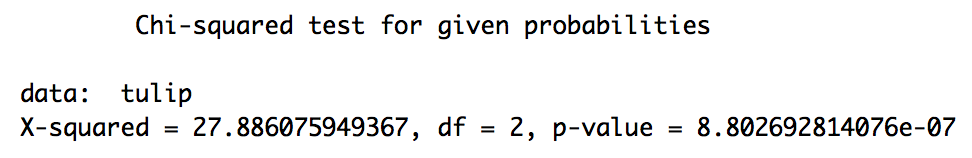 Chi-squared test for given probabilities
data:  tulip
X-squared = 27.886075949367, df = 2, p-value = 8.802692814076e-07